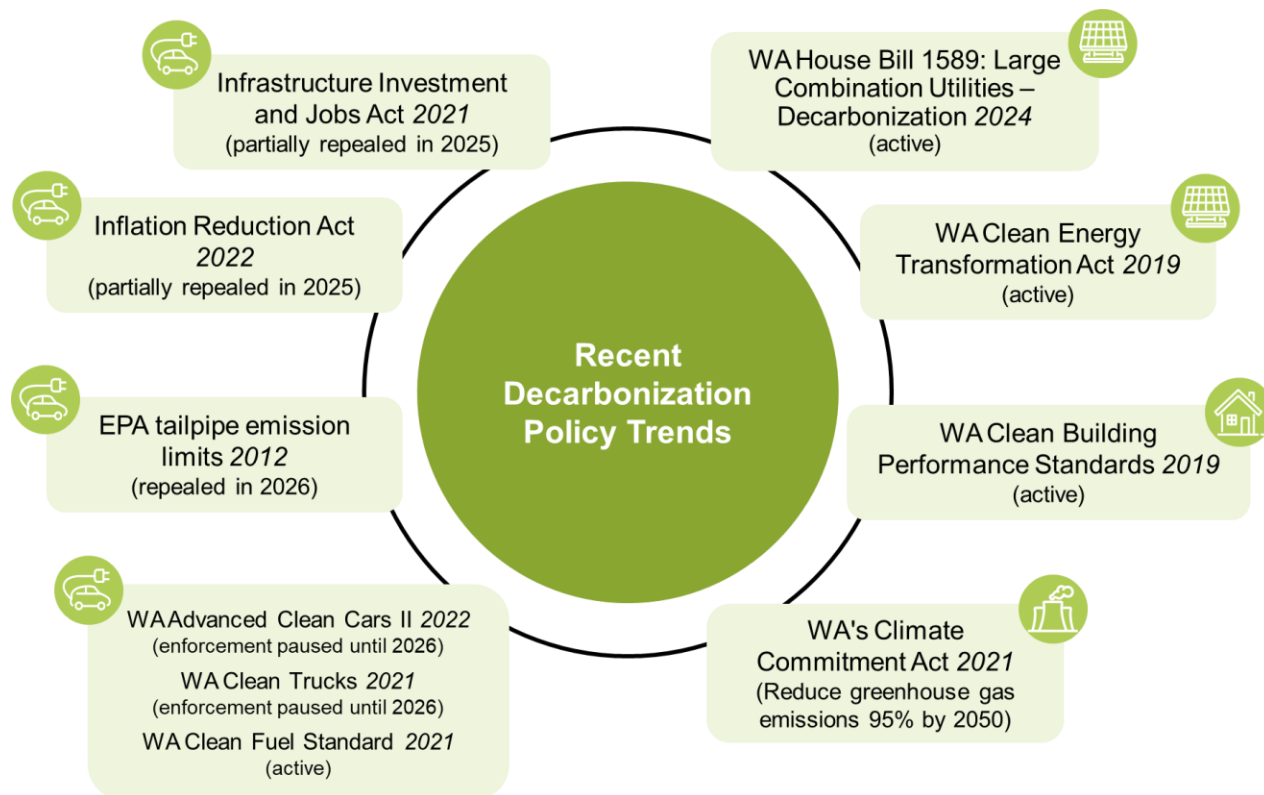 Infrastructure Investment
and Jobs Act 2021
(partially repealed in 2025)
WA House Bill 1589: Large
Combination Utilities –
Decarbonization 2024
(active)
Inflation Reduction Act
2022
(partially repealed in 2025)
WA Clean Energy
Transformation Act 2019
(active)
Recent
Decarbonization
Policy Trends
EPA tailpipe emission
limits 2012
(repealed in 2026)
WA Clean Building
Performance Standards 2019
(active)
WA Advanced Clean Cars II 2022
(enforcement paused until 2026)
WA Clean Trucks 2021
(enforcement paused until 2026)
WA Clean Fuel Standard 2021
(active)
WA's Climate
Commitment Act 2021
(Reduce greenhouse gas
emissions 95% by 2050)